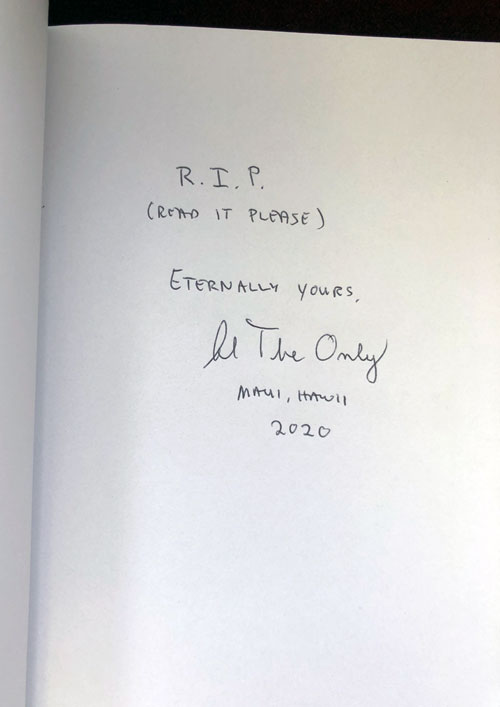 R.I.P.
(READ IT PLEASE)
ETERNALLY YOURS,
Al The Only
MAUI, HAWII
2020